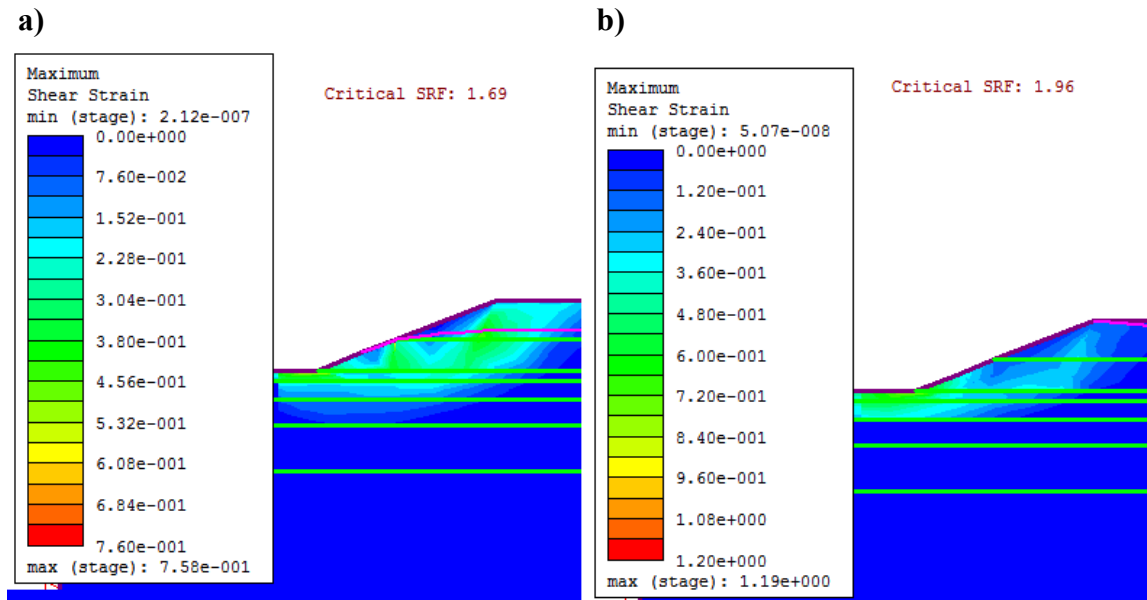 a)
Maximum
Shear Strain
min (stage): 2.12e-007
0.00e+000
7.60e-002
1.52e-001
2.28e-001
3.04e-001
3.80e-001
4.56e-001
5.32e-001
6.08e-001
6.84e-001
7.60e-001
max (stage): 7.58e-001
Critical SRF: 1.69
b)
Maximum
Shear Strain
min (stage): 5.07e-008
0.00e+000
1.20e-001
2.40e-001
3.60e-001
4.80e-001
6.00e-001
7.20e-001
8.40e-001
9.60e-001
1.08e+000
1.20e+000
max (stage): 1.19e+000
Critical SRF: 1.96